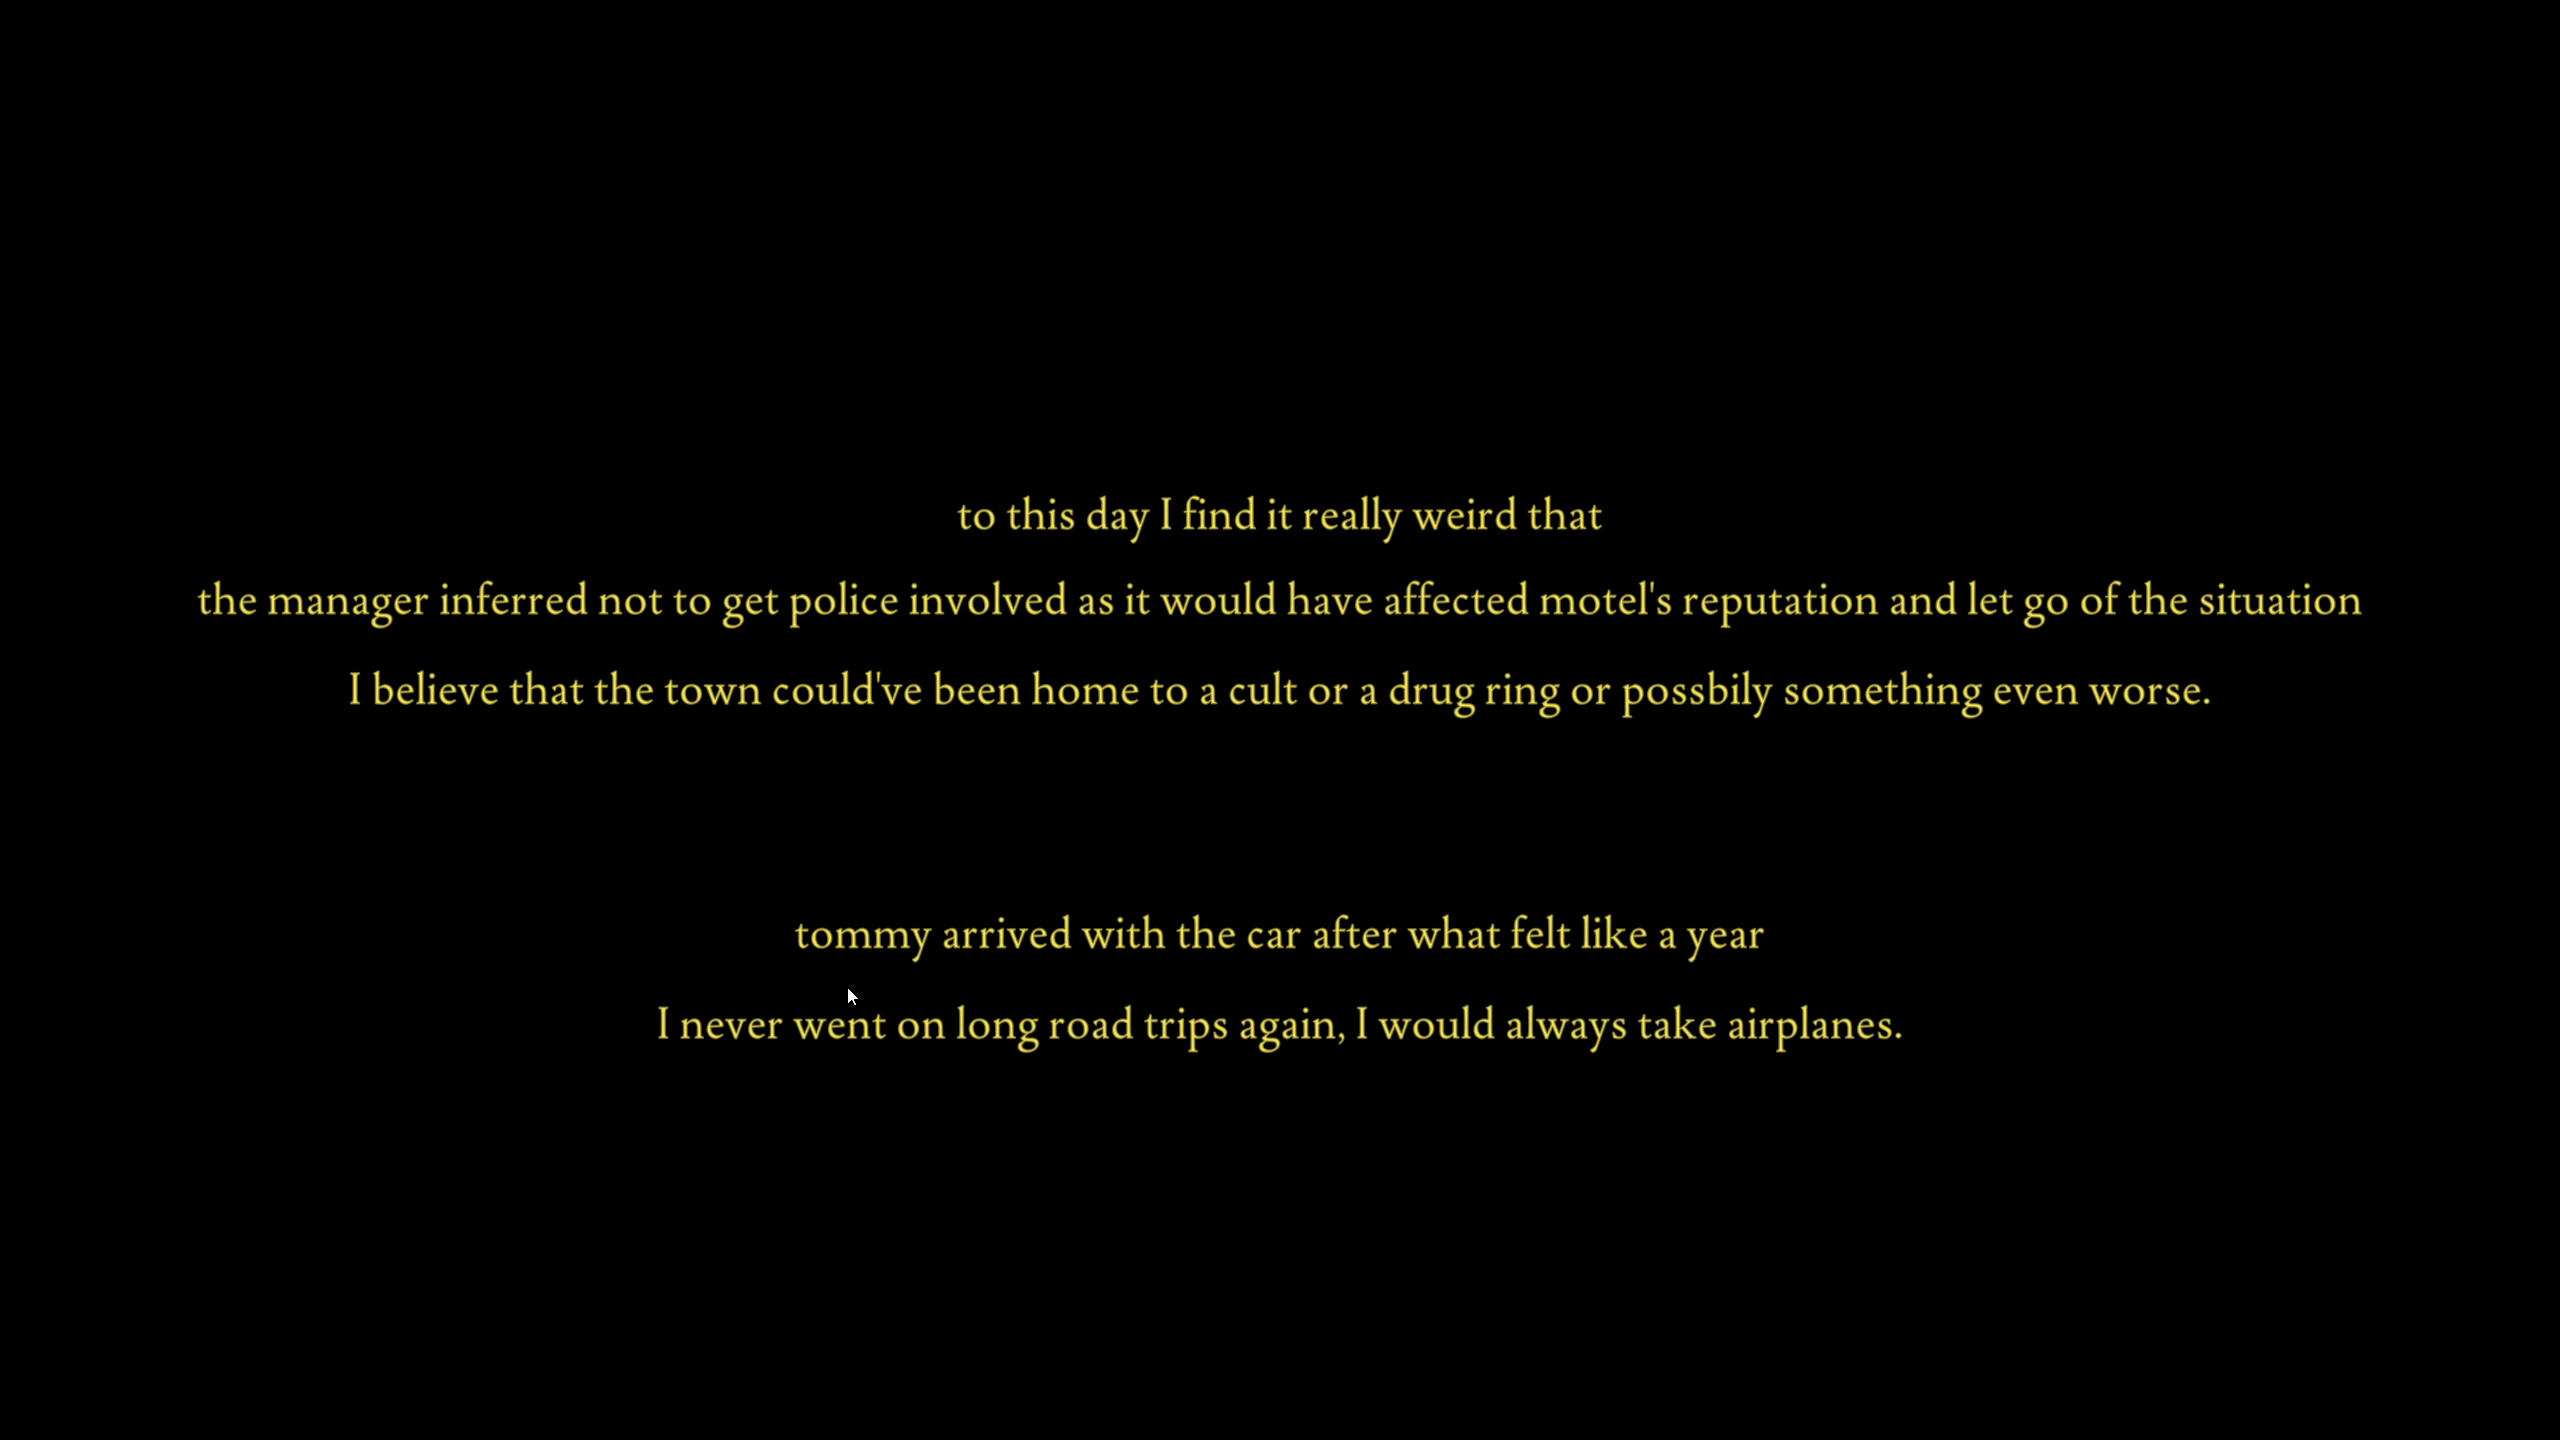 to this day I find it really weird that
the manager inferred not to get police involved as it would have affected motel's reputation and let go of the situation
I believe that the town could've been home to a cult or a drug ring or possbily something even worse.
tommy arrived with the car after what felt like a year
I never went on long road trips again, I would always take airplanes.